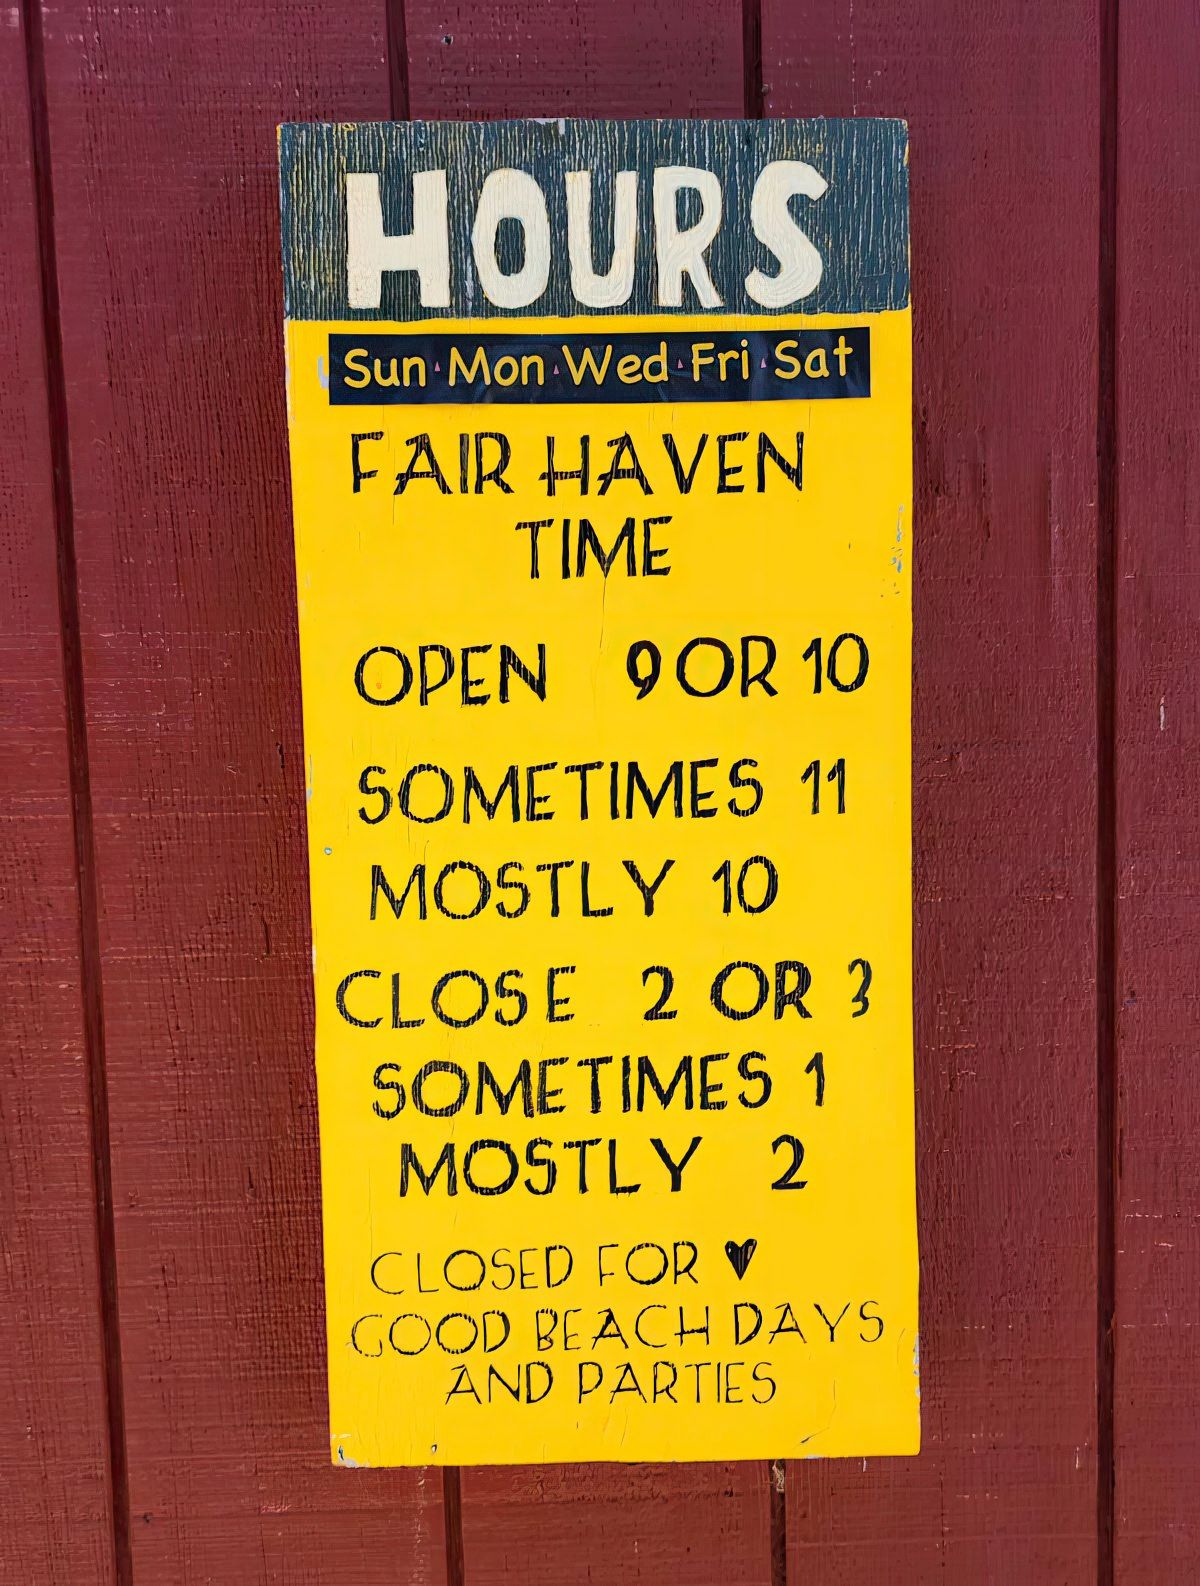 HOURS
Sun Mon Wed Fri Sat
FAIR HAVEN
TIME
OPEN 9 OR 10
SOMETIMES 11
MOSTLY 10
CLOSE 2 OR 3
SOMETIMES 1
MOSTLY 2
CLOSED FOR ♥
GOOD BEACH DAYS
AND PARTIES